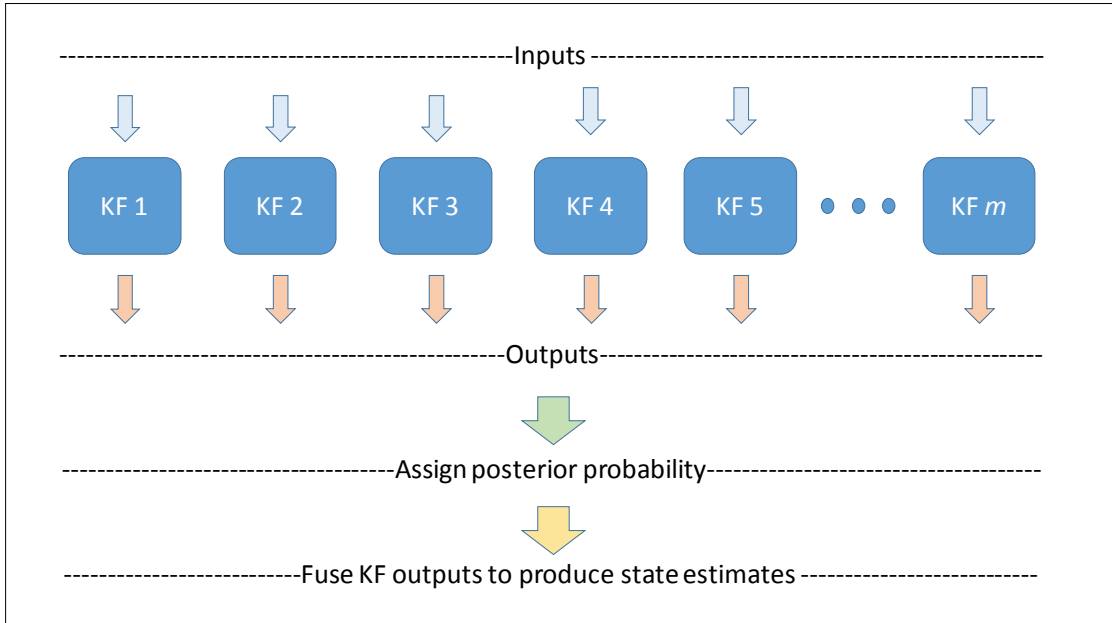 Inputs
KF 1 KF 2 KF 3 KF 4 KF 5 KF m
Outputs
Assign posterior probability
Fuse KF outputs to produce state estimates